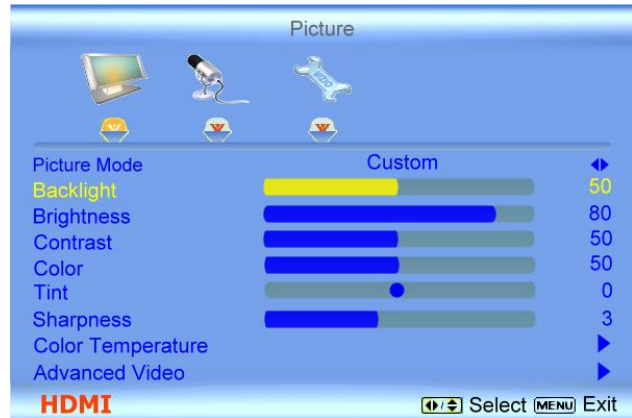 Picture
VIZIO
Picture Mode Custom
Backlight 50
Brightness 80
Contrast 50
Color 50
Tint 0
Sharpness 3
Color Temperature
Advanced Video
HDMI Select MENU Exit